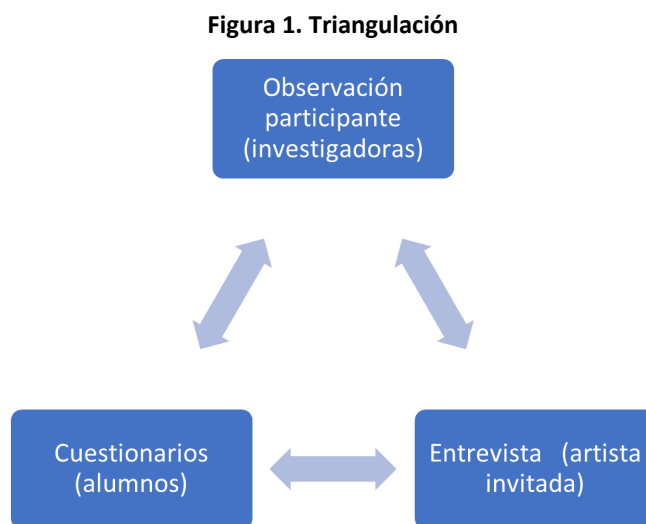 Figura 1. Triangulación
Observación
participante
(investigadoras)
Cuestionarios
(alumnos)
Entrevista (artista
invitada)